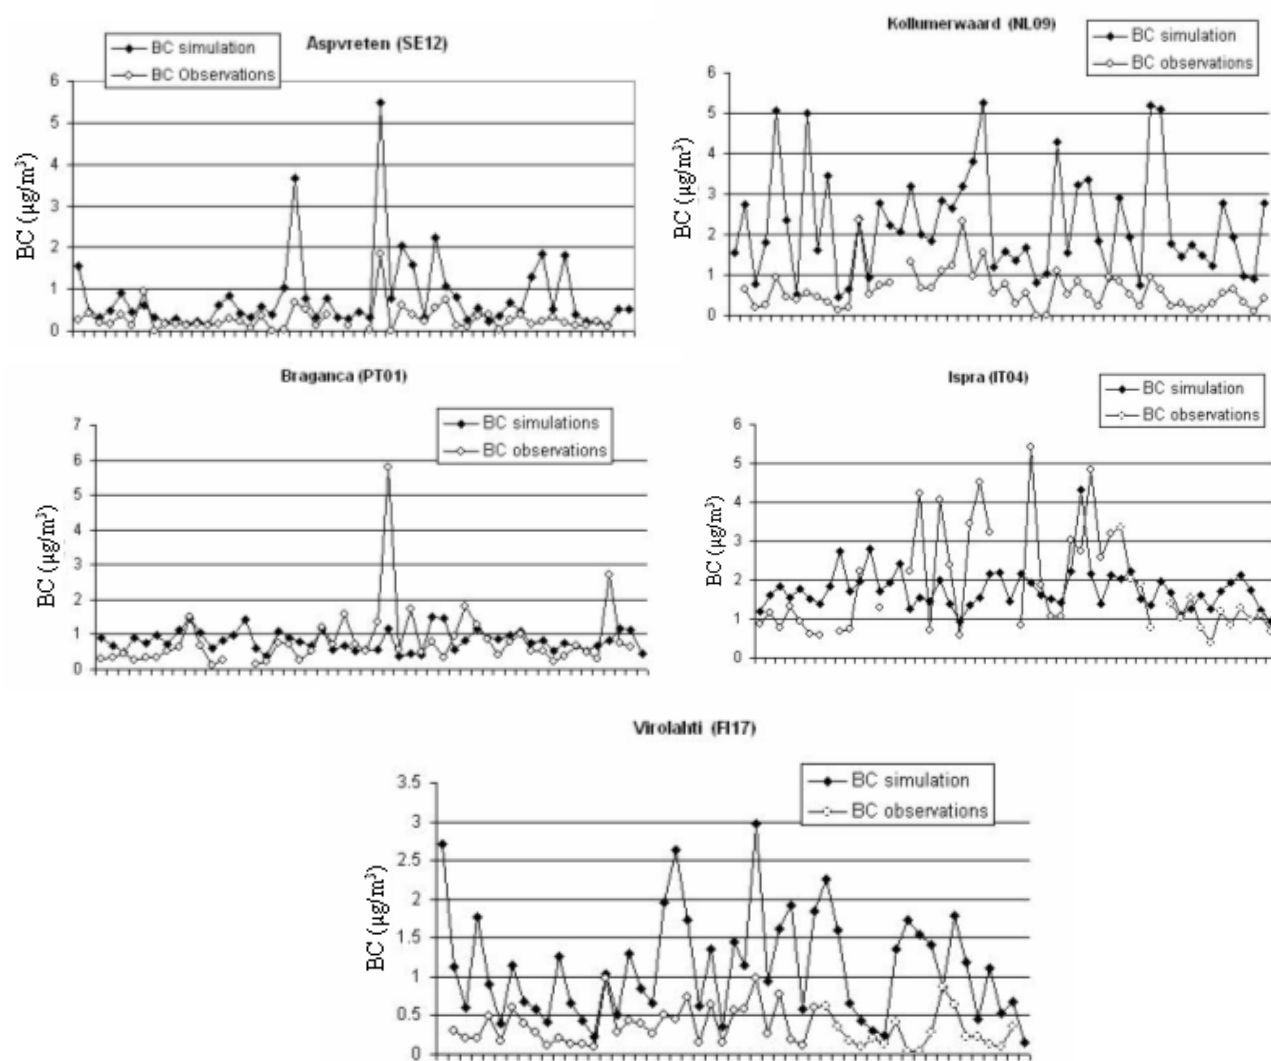 Aspvreten (SE12)
BC simulation
BC Observations
6
5
4
3
2
1
0
BC (µg/m³)
Kollumerwaard (NL09)
BC simulation
BC observations
6
5
4
3
2
1
0
BC (µg/m³)
Braganca (PT01)
BC simulations
BC observations
7
6
5
4
3
2
1
0
BC (µg/m³)
Ispra (IT04)
BC simulation
BC observations
6
5
4
3
2
1
0
BC (µg/m³)
Virolahti (FI17)
BC simulation
BC observations
3.5
3
2.5
2
1.5
1
0.5
0
BC (µg/m³)